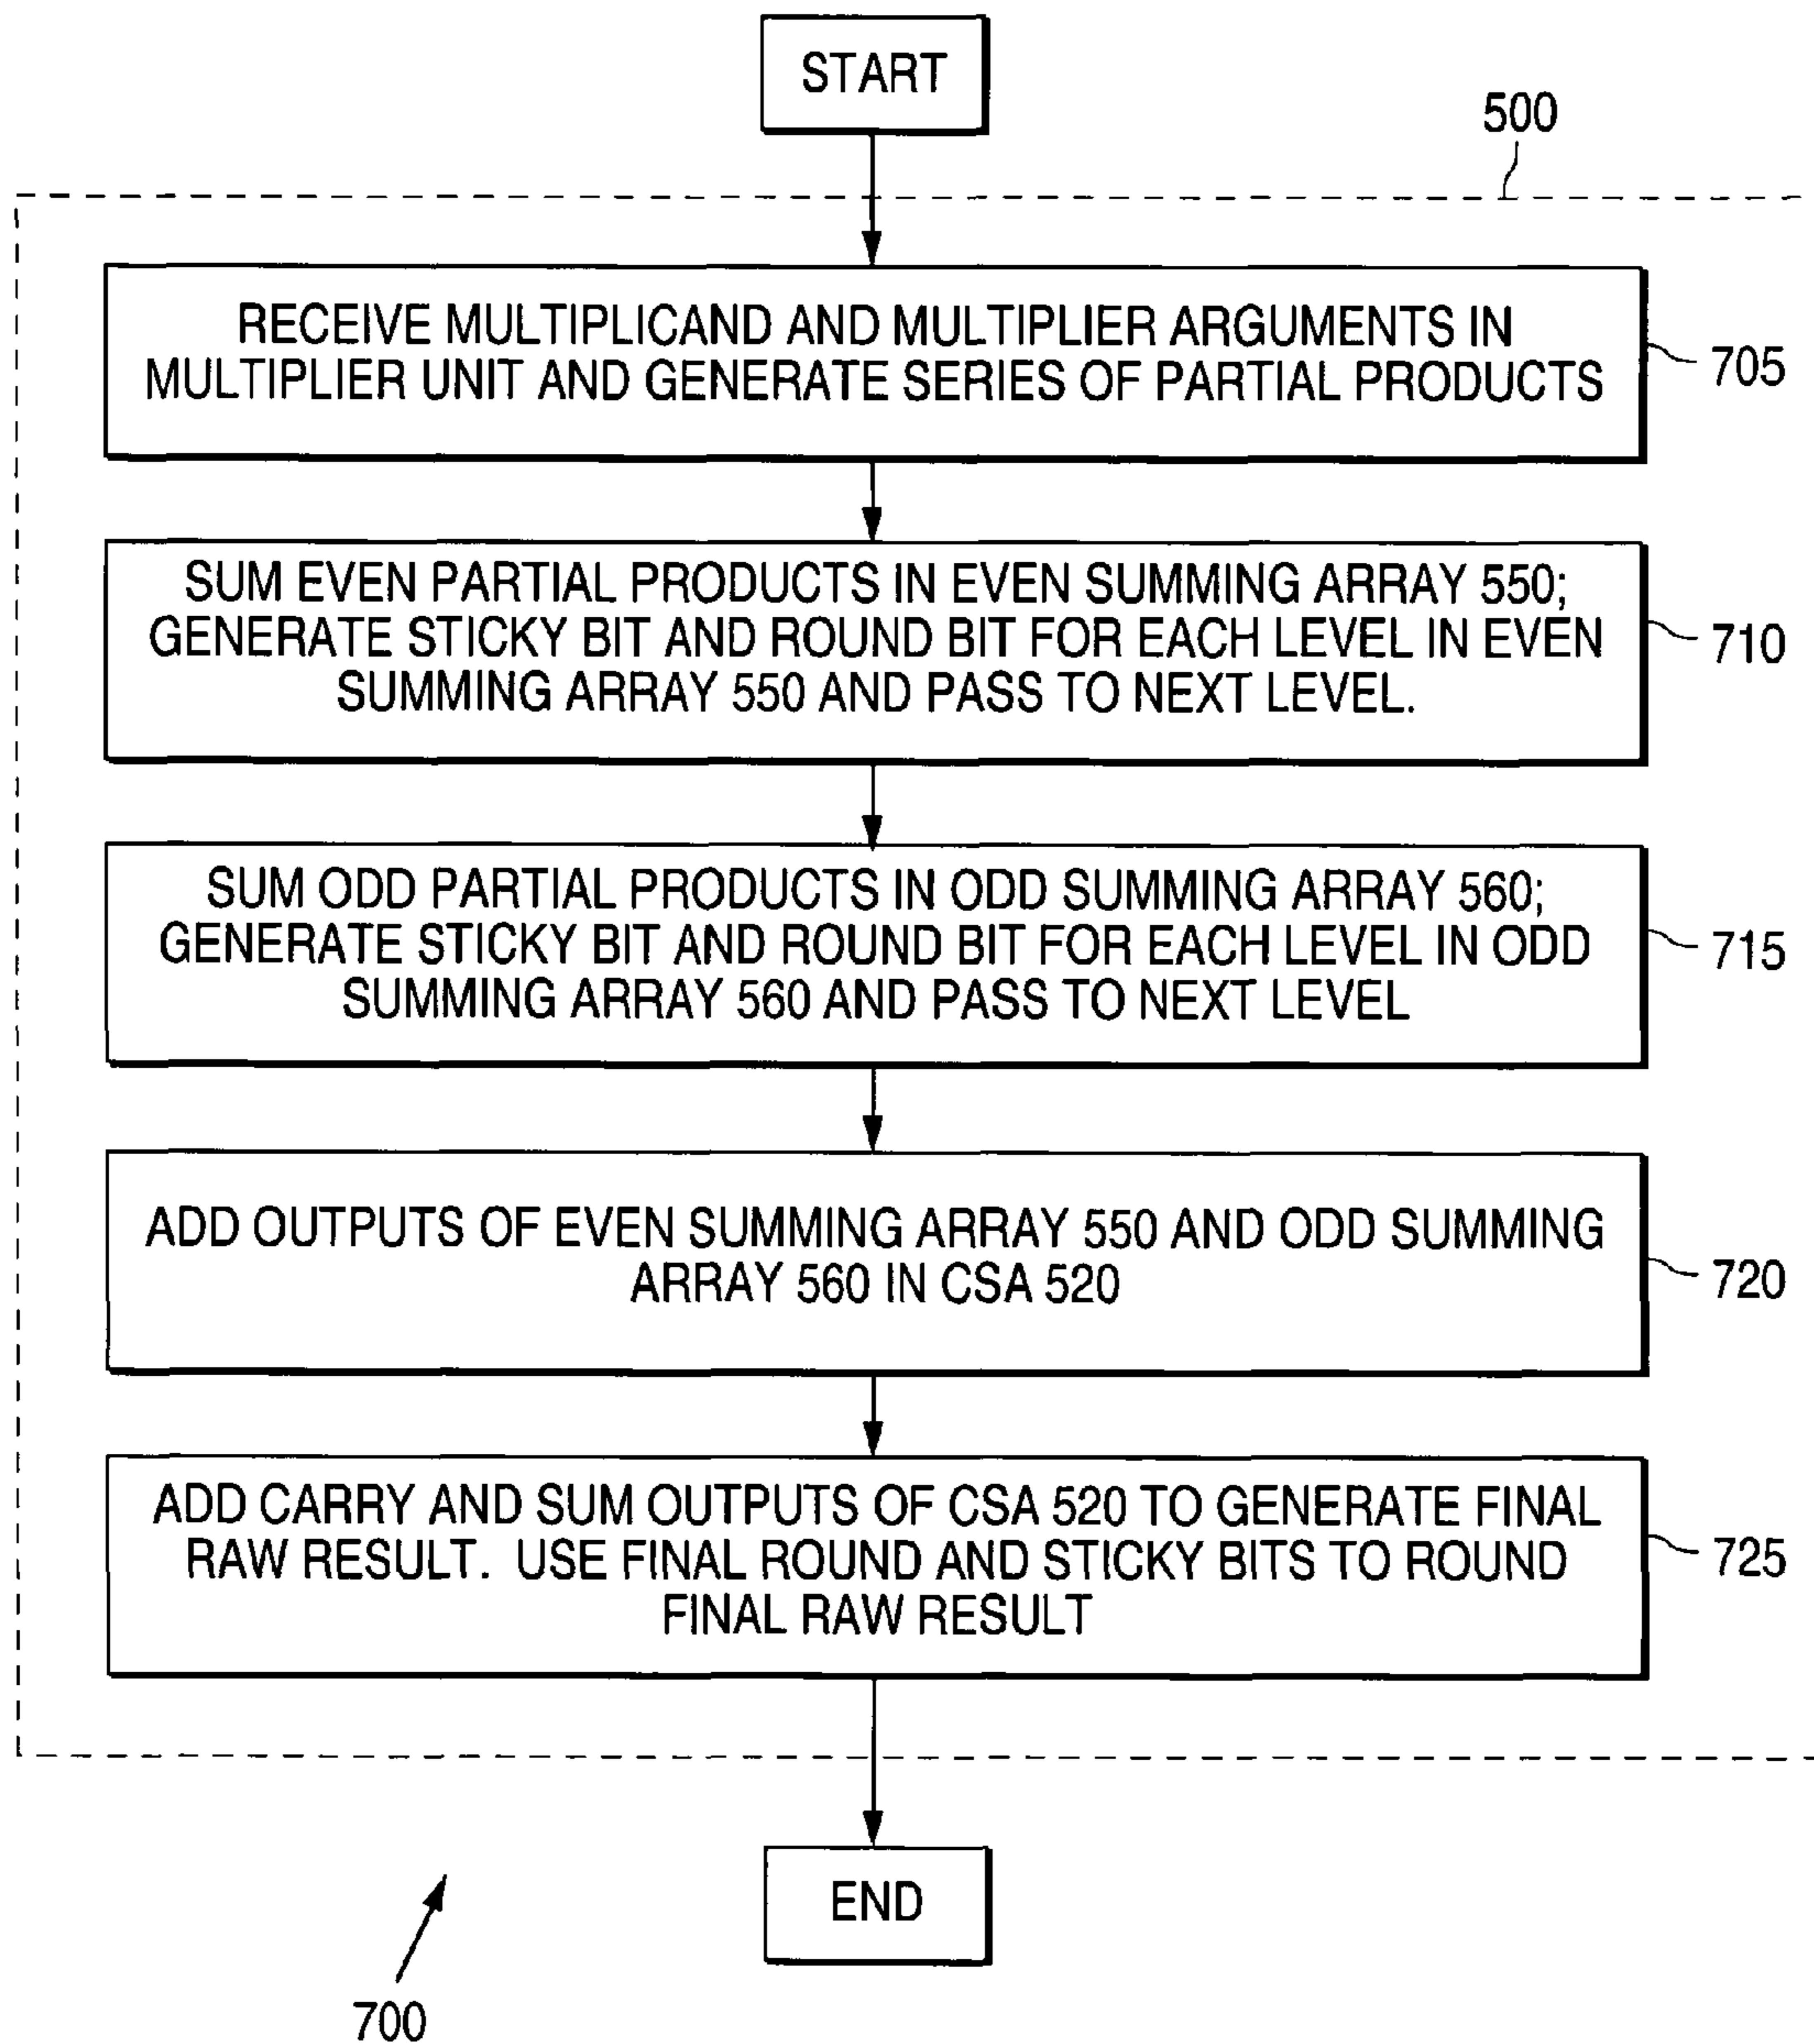 START
500
RECEIVE MULTIPLICAND AND MULTIPLIER ARGUMENTS IN
MULTIPLIER UNIT AND GENERATE SERIES OF PARTIAL PRODUCTS
705
SUM EVEN PARTIAL PRODUCTS IN EVEN SUMMING ARRAY 550;
GENERATE STICKY BIT AND ROUND BIT FOR EACH LEVEL IN EVEN
SUMMING ARRAY 550 AND PASS TO NEXT LEVEL.
710
SUM ODD PARTIAL PRODUCTS IN ODD SUMMING ARRAY 560;
GENERATE STICKY BIT AND ROUND BIT FOR EACH LEVEL IN ODD
SUMMING ARRAY 560 AND PASS TO NEXT LEVEL
715
ADD OUTPUTS OF EVEN SUMMING ARRAY 550 AND ODD SUMMING
ARRAY 560 IN CSA 520
720
ADD CARRY AND SUM OUTPUTS OF CSA 520 TO GENERATE FINAL
RAW RESULT. USE FINAL ROUND AND STICKY BITS TO ROUND
FINAL RAW RESULT
725
END
700